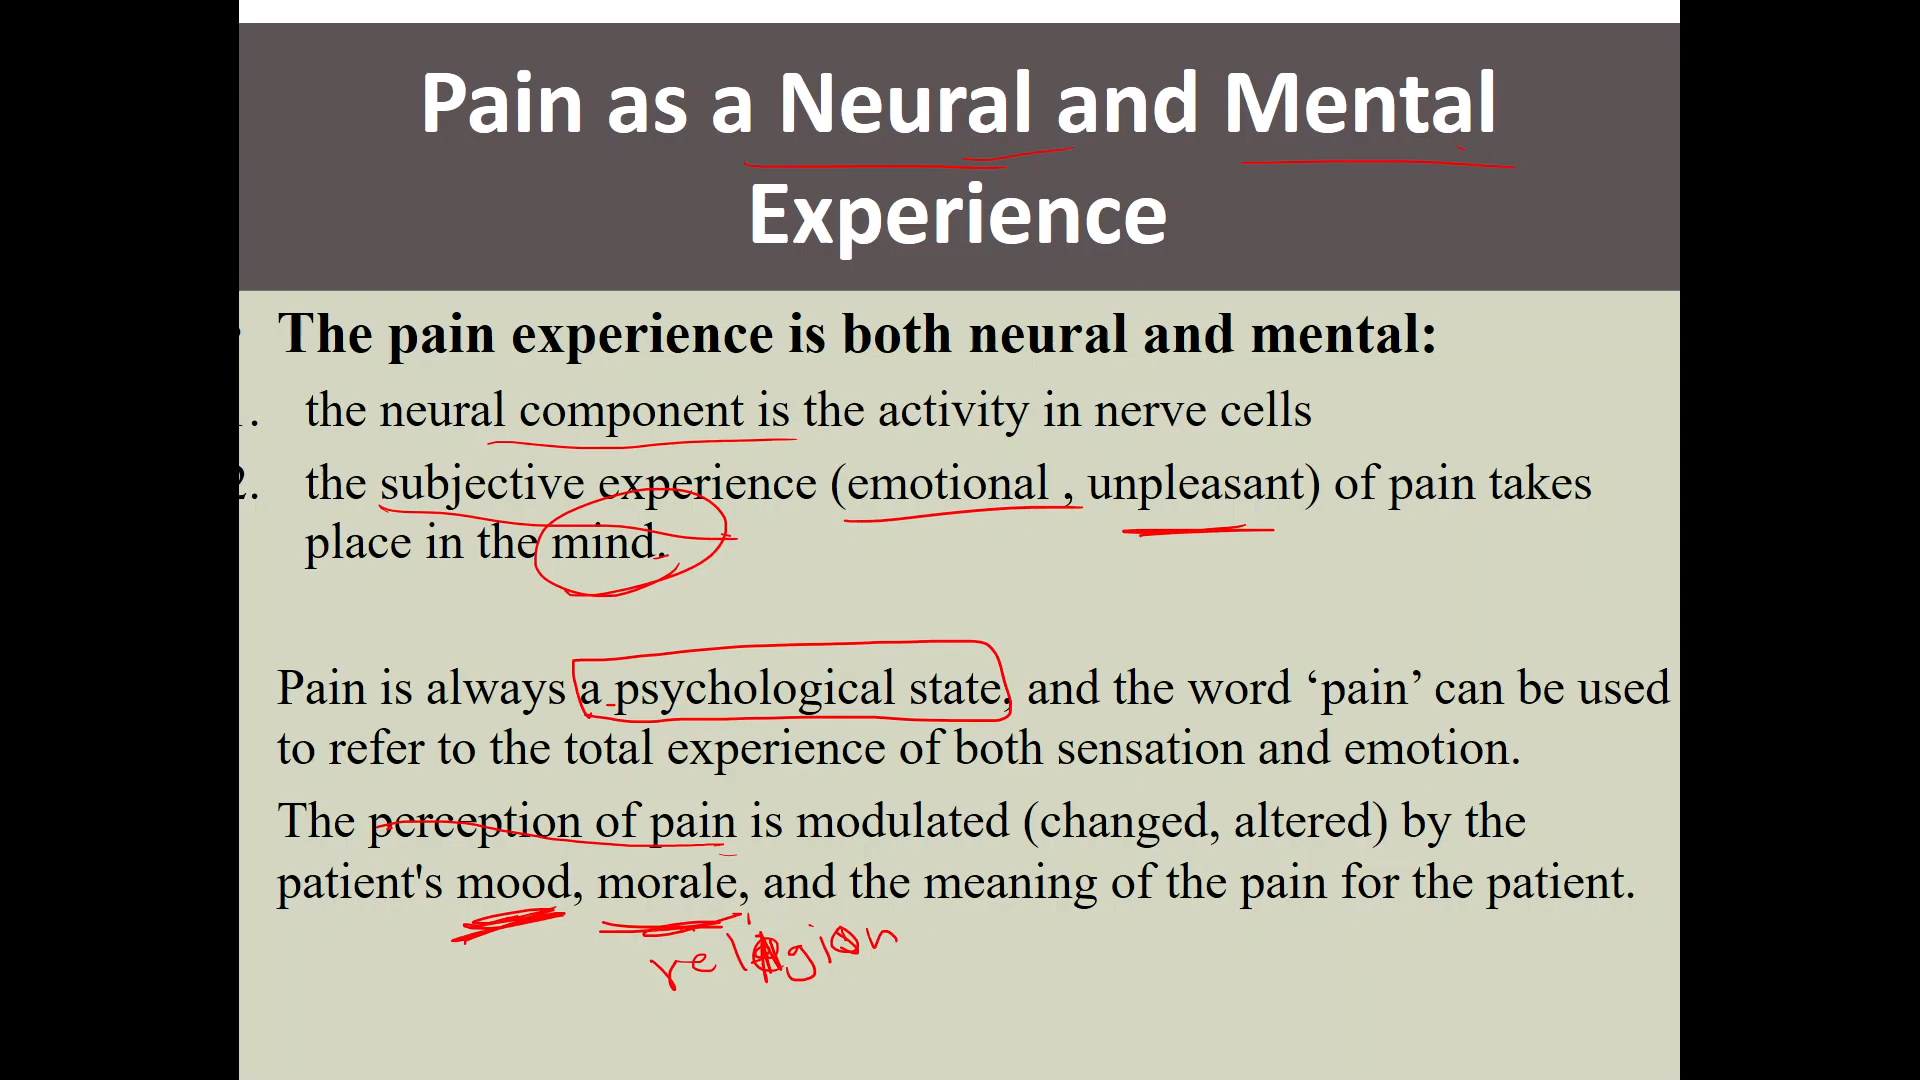 Pain as a Neural and Mental
Experience
• The pain experience is both neural and mental:
1. the neural component is the activity in nerve cells
2. the subjective experience (emotional , unpleasant) of pain takes
place in the mind.
Pain is always a psychological state, and the word ‘pain’ can be used
to refer to the total experience of both sensation and emotion.
The perception of pain is modulated (changed, altered) by the
patient's mood, morale, and the meaning of the pain for the patient.
religion